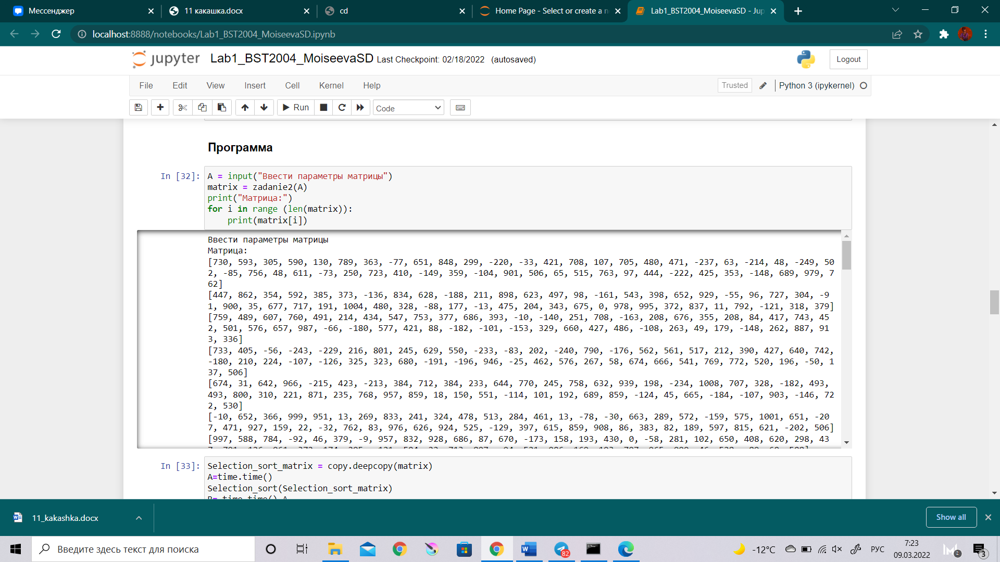 Мессенджер
11 какашка.docx
cd
Home Page - Select or create a n
Lab1_BST2004_MoiseevaSD - Jup
localhost:8888/notebooks/Lab1_BST2004_MoiseevaSD.ipynb
jupyter Lab1_BST2004_MoiseevaSD Last Checkpoint: 02/18/2022 (autosaved)
Logout
File Edit View Insert Cell Kernel Help
Trusted Python 3 (ipykernel)
Run Code
Программа
In [32]: A = input("Ввести параметры матрицы")
matrix = zadanie2(A)
print("Матрица:")
for i in range (len(matrix)):
print(matrix[i])
Ввести параметры матрицы
Матрица:
[730, 593, 305, 590, 130, 789, 363, -77, 651, 848, 299, -220, -33, 421, 708, 107, 705, 480, 471, -237, 63, -214, 48, -249, 50
2, -85, 756, 48, 611, -73, 250, 723, 410, -149, 359, -104, 901, 506, 65, 515, 763, 97, 444, -222, 425, 353, -148, 689, 979, 7
62]
[447, 862, 354, 592, 385, 373, -136, 834, 628, -188, 211, 898, 623, 497, 98, -161, 543, 398, 652, 929, -55, 96, 727, 304, -9
1, 900, 35, 677, 717, 191, 1004, 480, 328, -88, 177, -13, 475, 204, 343, 675, 0, 978, 995, 372, 837, 11, 792, -121, 318, 379]
[759, 489, 607, 760, 491, 214, 434, 547, 753, 377, 686, 393, -10, -140, 251, 708, -163, 208, 676, 355, 208, 84, 417, 743, 45
2, 501, 576, 657, 987, -66, -180, 577, 421, 88, -182, -101, -153, 329, 660, 427, 486, -108, 263, 49, 179, -148, 262, 887, 91
3, 336]
[733, 405, -56, -243, -229, 216, 801, 245, 629, 550, -233, -83, 202, -240, 790, -176, 562, 561, 517, 212, 390, 427, 640, 742,
-180, 210, 224, -107, -126, 325, 323, 680, -191, -196, 946, -25, 462, 576, 267, 58, 674, 666, 541, 769, 772, 520, 196, -50, 1
37, 506]
[674, 31, 642, 966, -215, 423, -213, 384, 712, 384, 233, 644, 770, 245, 758, 632, 939, 198, -234, 1008, 707, 328, -182, 493,
493, 800, 310, 221, 871, 235, 768, 957, 859, 18, 150, 551, -114, 101, 192, 689, 859, -124, 45, 665, -184, -107, 903, -146, 72
2, 530]
[-10, 652, 366, 999, 951, 13, 269, 833, 241, 324, 478, 513, 284, 461, 13, -78, -30, 663, 289, 572, -159, 575, 1001, 651, -20
7, 471, 927, 159, 22, -32, 762, 83, 976, 626, 924, 525, -129, 397, 615, 859, 908, 86, 383, 82, 189, 597, 815, 621, -202, 506]
[997, 588, 784, -92, 46, 379, -9, 957, 832, 928, 686, 87, 670, -173, 158, 193, 430, 0, -58, 281, 102, 650, 408, 620, 298, 43
In [33]: Selection_sort_matrix = copy.deepcopy(matrix)
A=time.time()
Selection_sort(Selection_sort_matrix)
B= time.time()-A
11_kakashka.docx
Show all
Введите здесь текст для поиска
82
-12°C
РУС
7:23
09.03.2022
2
3